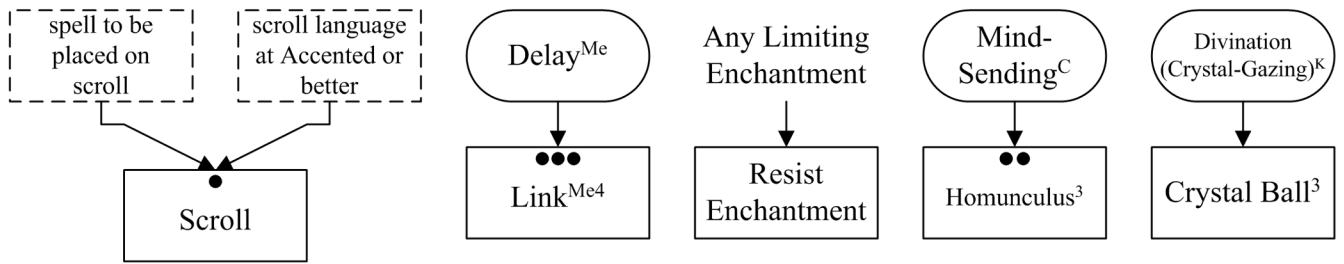 spell to be
placed on
scroll
scroll language
at Accented or
better
Scroll
Delay^Me
Link^Me4
Any Limiting
Enchantment
Resist
Enchantment
Mind-
Sending^C
Homunculus^3
Divination
(Crystal-Gazing)^K
Crystal Ball^3